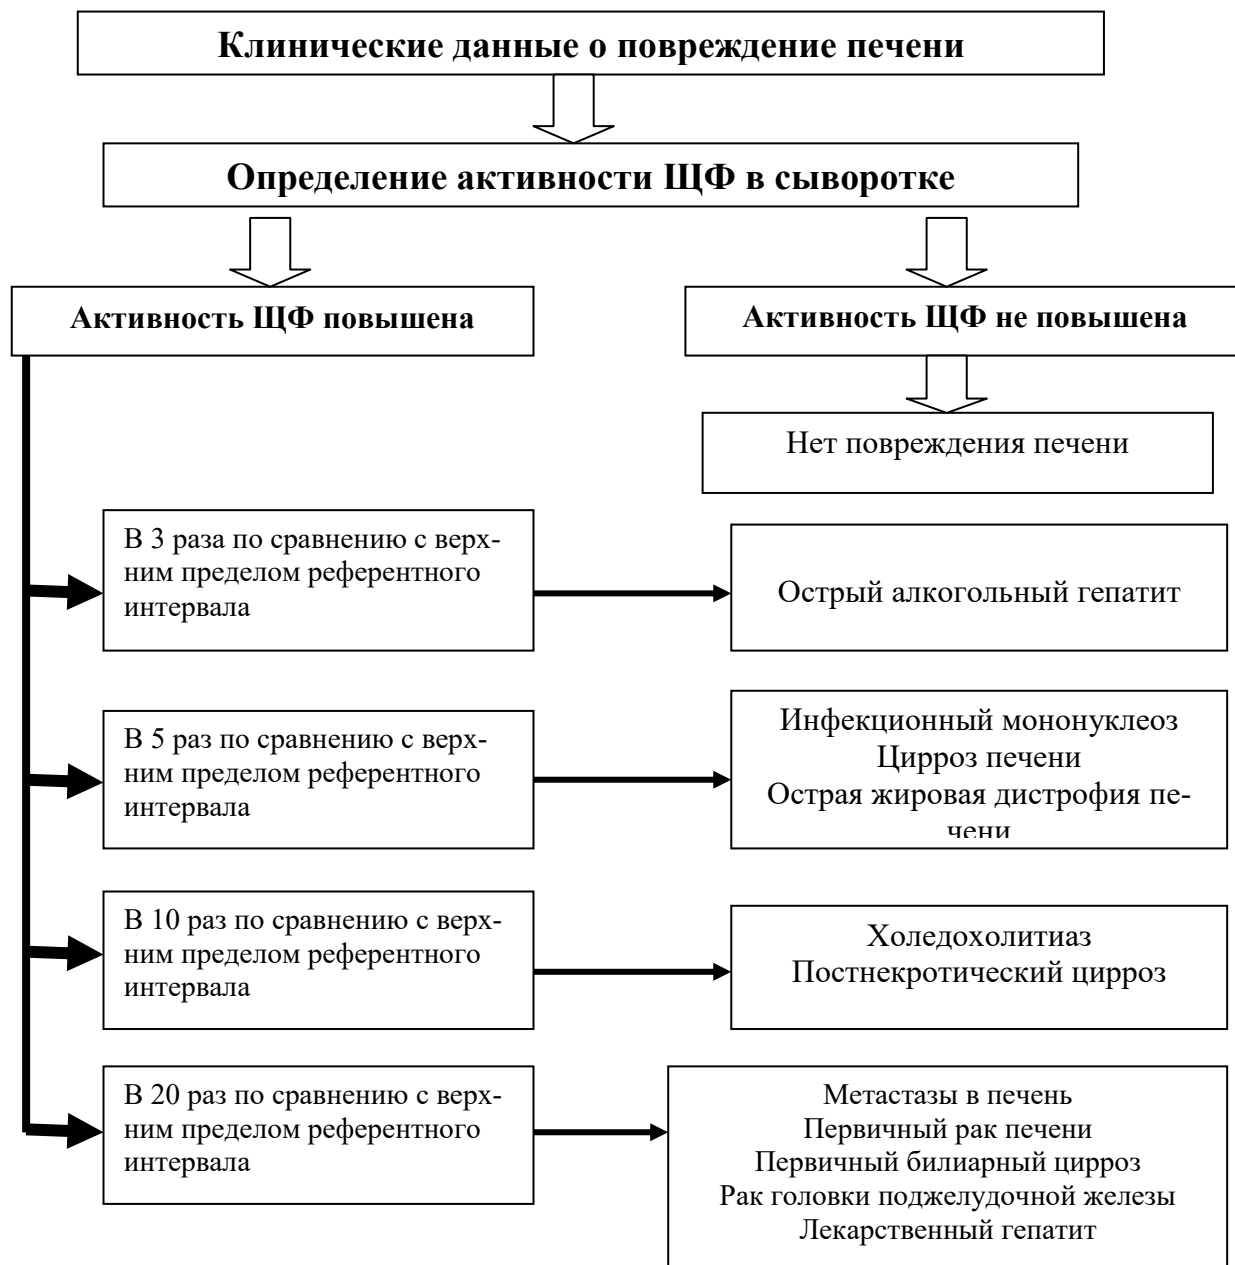 Клинические данные о повреждение печени
Определение активности ЩФ в сыворотке
Активность ЩФ повышена
Активность ЩФ не повышена
Нет повреждения печени
В 3 раза по сравнению с верх-
ним пределом референтного
интервала
Острый алкогольный гепатит
В 5 раз по сравнению с верх-
ним пределом референтного
интервала
Инфекционный мононуклеоз
Цирроз печени
Острая жировая дистрофия пе-
чени
В 10 раз по сравнению с верх-
ним пределом референтного
интервала
Холедохолитиаз
Постнекротический цирроз
В 20 раз по сравнению с верх-
ним пределом референтного
интервала
Метастазы в печень
Первичный рак печени
Первичный билиарный цирроз
Рак головки поджелудочной железы
Лекарственный гепатит